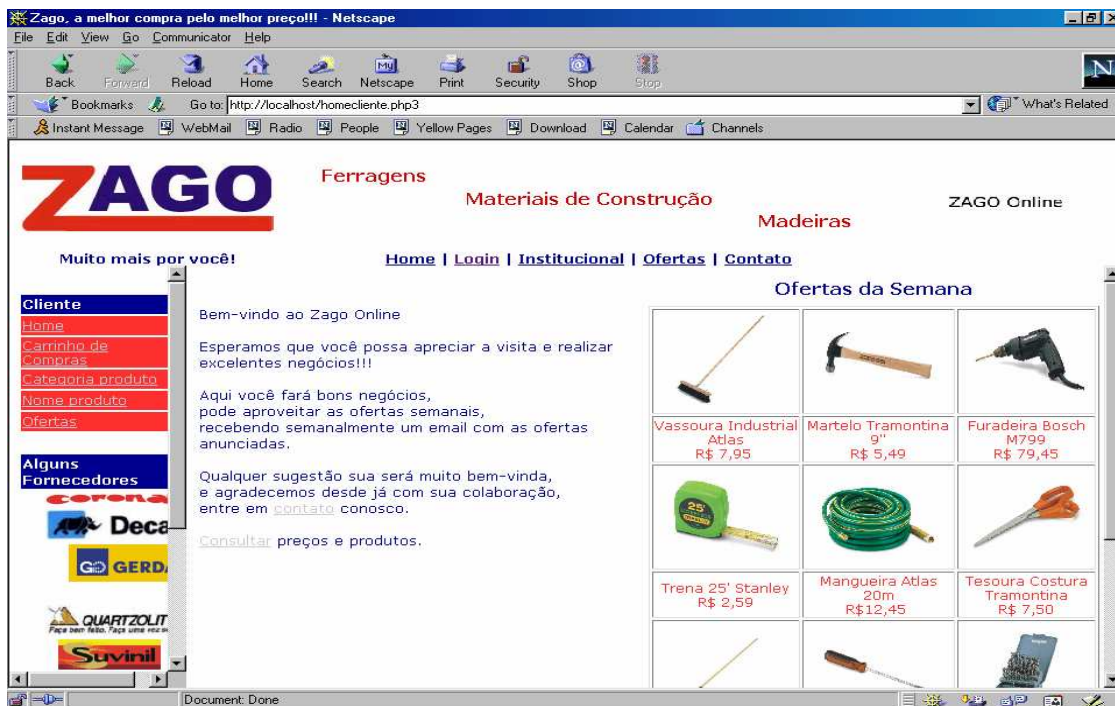 Zago, a melhor compra pelo melhor preço!!! - Netscape
File Edit View Go Communicator Help
Back Forward Reload Home Search Netscape Print Security Shop Stop
My
N
Bookmarks Go to: http://localhost/homecliente.php3 What's Related
Instant Message WebMail Radio People Yellow Pages Download Calendar Channels
ZAGO
Ferragens
Materiais de Construção
Madeiras
ZAGO Online
Muito mais por você!
Home | Login | Institucional | Ofertas | Contato
Cliente
Home
Carrinho de
Compras
Categoria produto
Nome produto
Ofertas
Alguns
Fornecedores
corona
Deca
GERDA
QUARTZOLIT
Suvinil
Bem-vindo ao Zago Online
Esperamos que você possa apreciar a visita e realizar
excelentes negócios!!!
Aqui você fará bons negócios,
pode aproveitar as ofertas semanais,
recebendo semanalmente um email com as ofertas
anunciadas.
Qualquer sugestão sua será muito bem-vinda,
e agradecemos desde já com sua colaboração,
entre em contato conosco.
Consultar preços e produtos.
Ofertas da Semana
Vassoura Industrial
Atlas
R$ 7,95
Martelo Tramontina
9"
R$ 5,49
Furadeira Bosch
M799
R$ 79,45
25'
Trena 25' Stanley
R$ 2,59
Mangueira Atlas
20m
R$12,45
Tesoura Costura
Tramontina
R$ 7,50
Document: Done